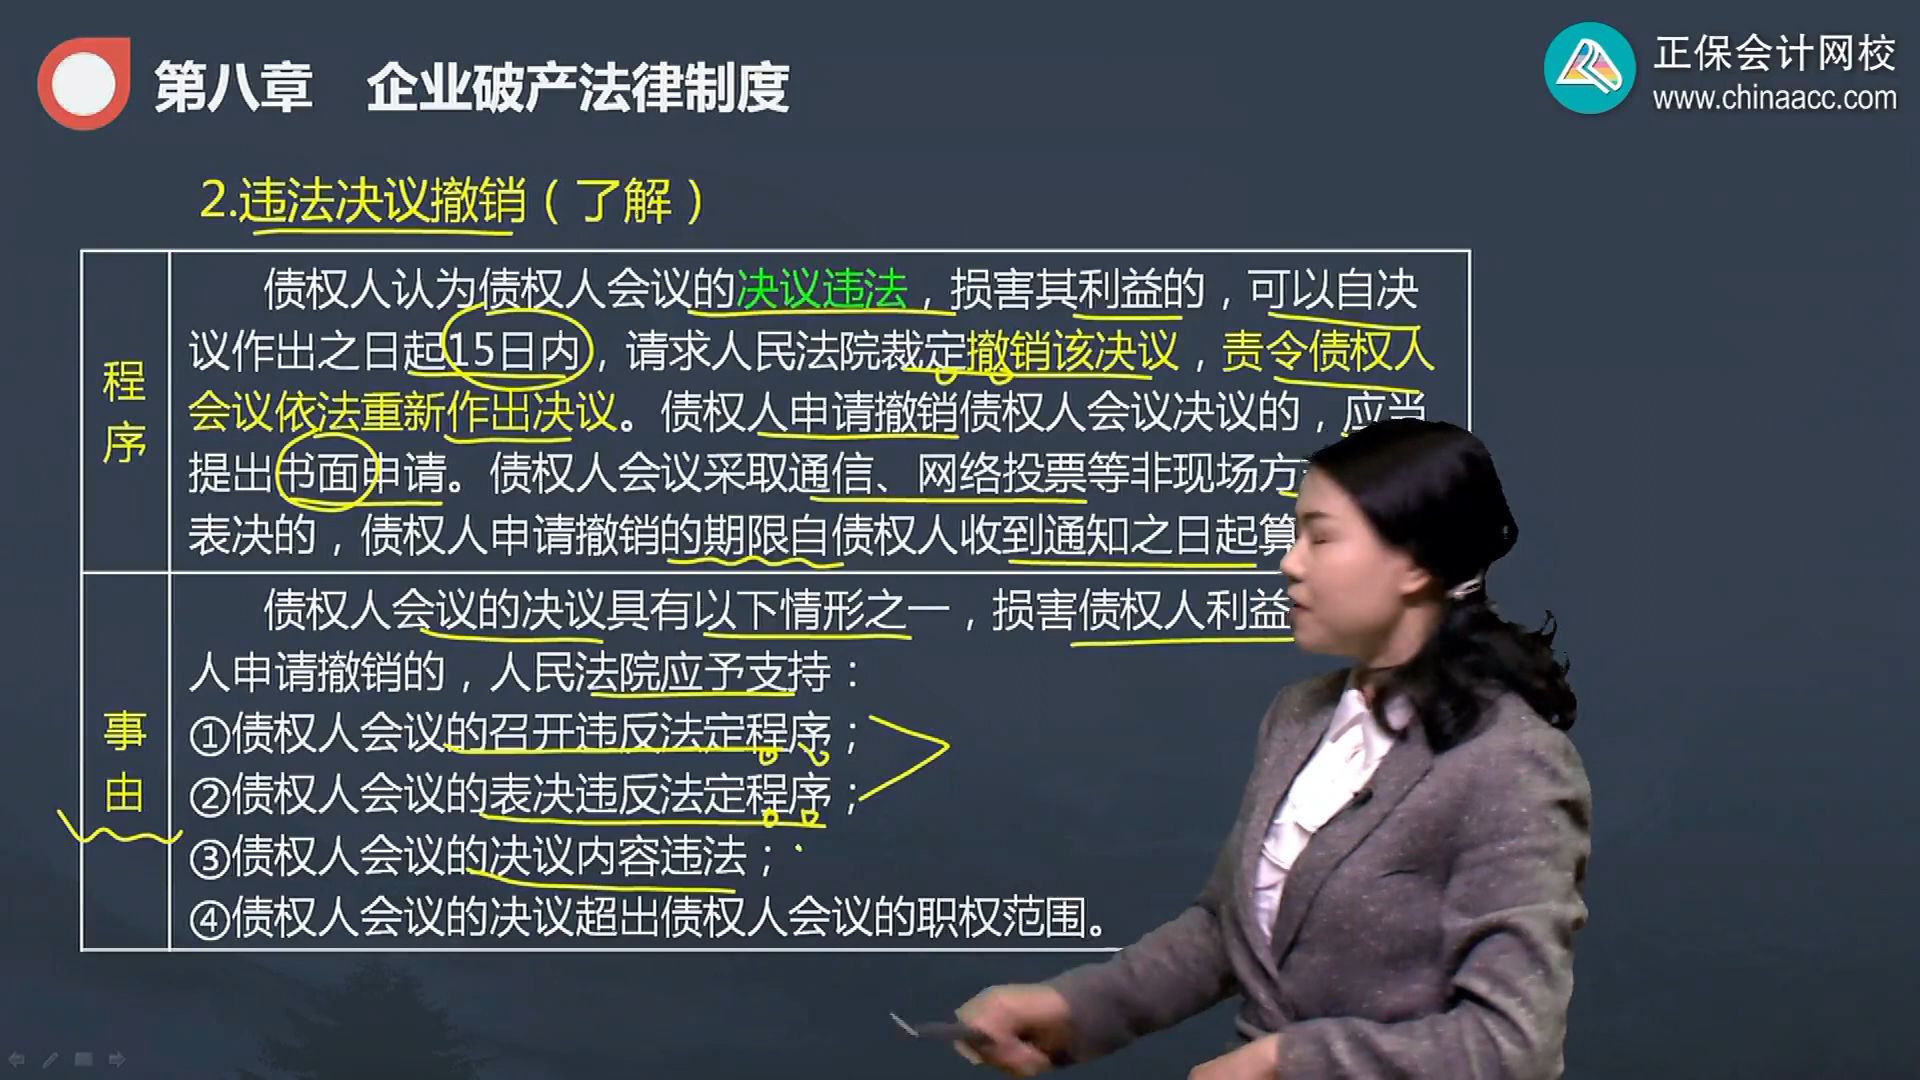 第八章 企业破产法律制度
正保会计网校
www.chinaacc.com
2.违法决议撤销（了解）
程序
债权人认为债权人会议的决议违法，损害其利益的，可以自决
议作出之日起15日内，请求人民法院裁定撤销该决议，责令债权人
会议依法重新作出决议。债权人申请撤销债权人会议决议的，应当
提出书面申请。债权人会议采取通信、网络投票等非现场方
表决的，债权人申请撤销的期限自债权人收到通知之日起算
事由
债权人会议的决议具有以下情形之一，损害债权人利益
人申请撤销的，人民法院应予支持：
①债权人会议的召开违反法定程序；
②债权人会议的表决违反法定程序；
③债权人会议的决议内容违法；
④债权人会议的决议超出债权人会议的职权范围。